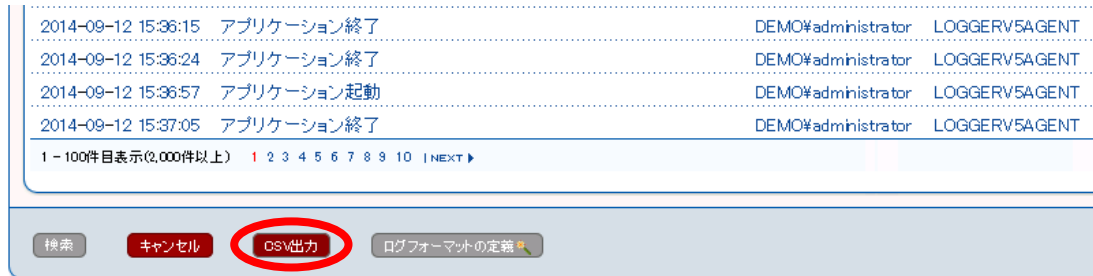 2014-09-12 15:36:15 アプリケーション終了 DEMO¥administrator LOGGERV5AGENT
2014-09-12 15:36:24 アプリケーション終了 DEMO¥administrator LOGGERV5AGENT
2014-09-12 15:36:57 アプリケーション起動 DEMO¥administrator LOGGERV5AGENT
2014-09-12 15:37:05 アプリケーション終了 DEMO¥administrator LOGGERV5AGENT
1 - 100件目表示(2,000件以上) 1 2 3 4 5 6 7 8 9 10 | NEXT
検索 キャンセル CSV出力 ログフォーマットの定義